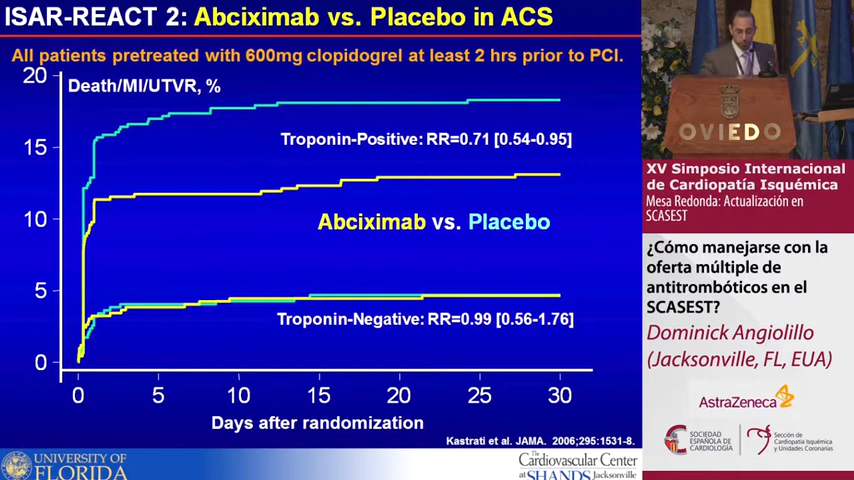 ISAR-REACT 2: Abciximab vs. Placebo in ACS
All patients pretreated with 600mg clopidogrel at least 2 hrs prior to PCI.
Death/MI/UTVR, %
20
15
10
5
0
Troponin-Positive: RR=0.71 [0.54-0.95]
Abciximab vs. Placebo
Troponin-Negative: RR=0.99 [0.56-1.76]
0 5 10 15 20 25 30
Days after randomization
Kastrati et al. JAMA. 2006;295:1531-8.
UNIVERSITY OF
FLORIDA
The
Cardiovascular Center
at SHANDS Jacksonville
OVIEDO
XV Simposio Internacional
de Cardiopatía Isquémica
Mesa Redonda: Actualización en
SCASEST
¿Cómo manejarse con la
oferta múltiple de
antitrombóticos en el
SCASEST?
Dominick Angiolillo
(Jacksonville, FL, EUA)
AstraZeneca
SOCIEDAD
ESPAÑOLA DE
CARDIOLOGÍA
Sección de
Cardiopatía Isquémica
y Unidades Coronarias